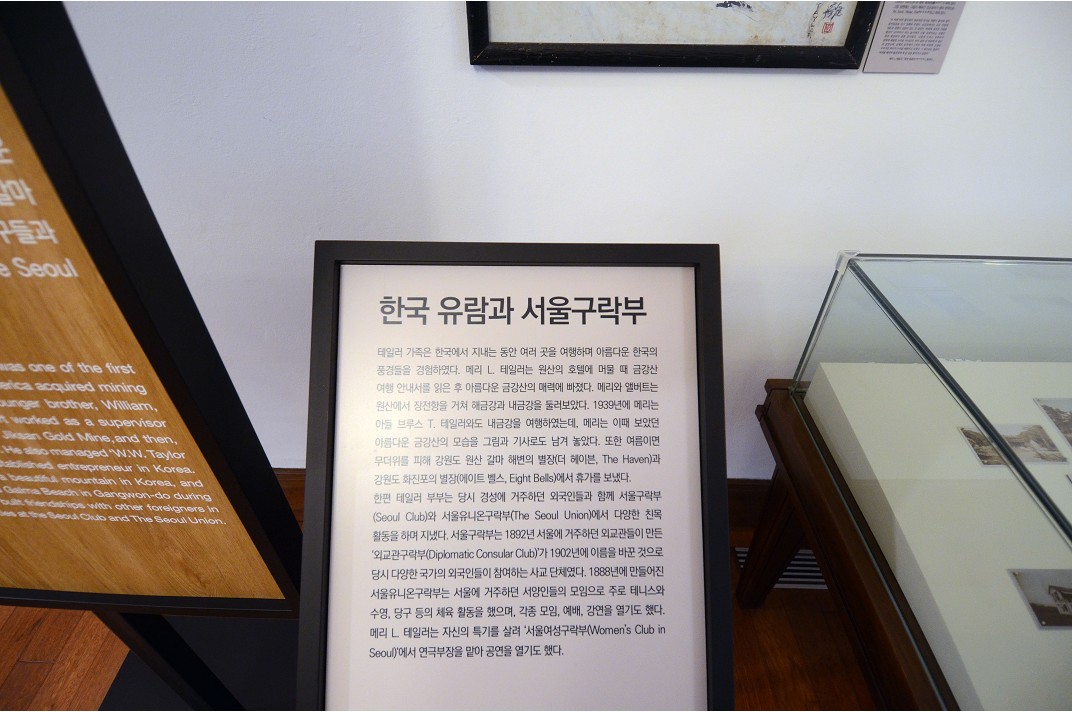 갈마
구들과
e Seoul
was one of the first
erica acquired mining
ounger brother, William,
rt worked as a supervisor
Jiksan Gold Mine,and then,
. He also managed 'W.W. Taylor
stablished entrepreneur in Korea.
a beautiful mountain in Korea, and
Galma Beach in Gangwon-do during
built friendships with other foreigners in
ies at the Seoul Club and The Seoul Union.
한국 유람과 서울구락부
테일러 가족은 한국에서 지내는 동안 여러 곳을 여행하며 아름다운 한국의
풍경들을 경험하였다. 메리 L. 테일러는 원산의 호텔에 머물 때 금강산
여행 안내서를 읽은 후 아름다운 금강산의 매력에 빠졌다. 메리와 앨버트는
원산에서 장전항을 거쳐 해금강과 내금강을 둘러보았다. 1939년에 메리는
아들 브루스 T. 테일러와도 내금강을 여행하였는데, 메리는 이때 보았던
아름다운 금강산의 모습을 그림과 기사로도 남겨 놓았다. 또한 여름이면
무더위를 피해 강원도 원산 갈마 해변의 별장(더 헤이븐, The Haven)과
강원도 화진포의 별장(에이트 벨스, Eight Bells)에서 휴가를 보냈다.
한편 테일러 부부는 당시 경성에 거주하던 외국인들과 함께 서울구락부
(Seoul Club)와 서울유니온구락부(The Seoul Union)에서 다양한 친목
활동을 하며 지냈다. 서울구락부는 1892년 서울에 거주하던 외교관들이 만든
'외교관구락부(Diplomatic Consular Club)'가 1902년에 이름을 바꾼 것으로
당시 다양한 국가의 외국인들이 참여하는 사교 단체였다. 1888년에 만들어진
서울유니온구락부는 서울에 거주하던 서양인들의 모임으로 주로 테니스와
수영, 당구 등의 체육 활동을 했으며, 각종 모임, 예배, 강연을 열기도 했다.
메리 L. 테일러는 자신의 특기를 살려 '서울여성구락부(Women's Club in
Seoul)'에서 연극부장을 맡아 공연을 열기도 했다.